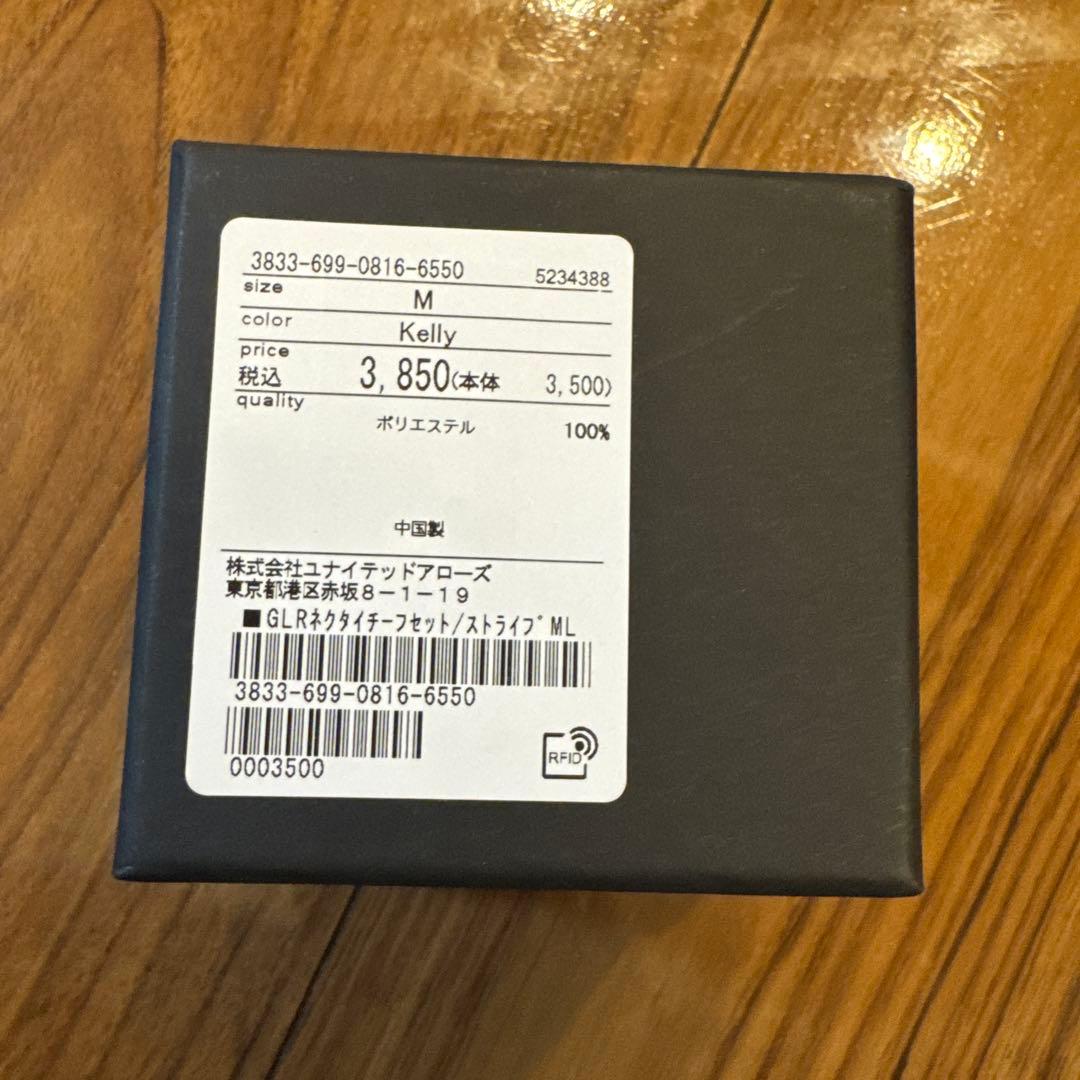 3833-699-0816-6550 5234388
size M
color Kelly
price
税込 3,850(本体 3,500)
quality
ポリエステル 100%
中国製
株式会社ユナイテッドアローズ
東京都港区赤坂8-1-19
■GLRネクタイチーフセット/ストライプML
3833-699-0816-6550
0003500
RFID